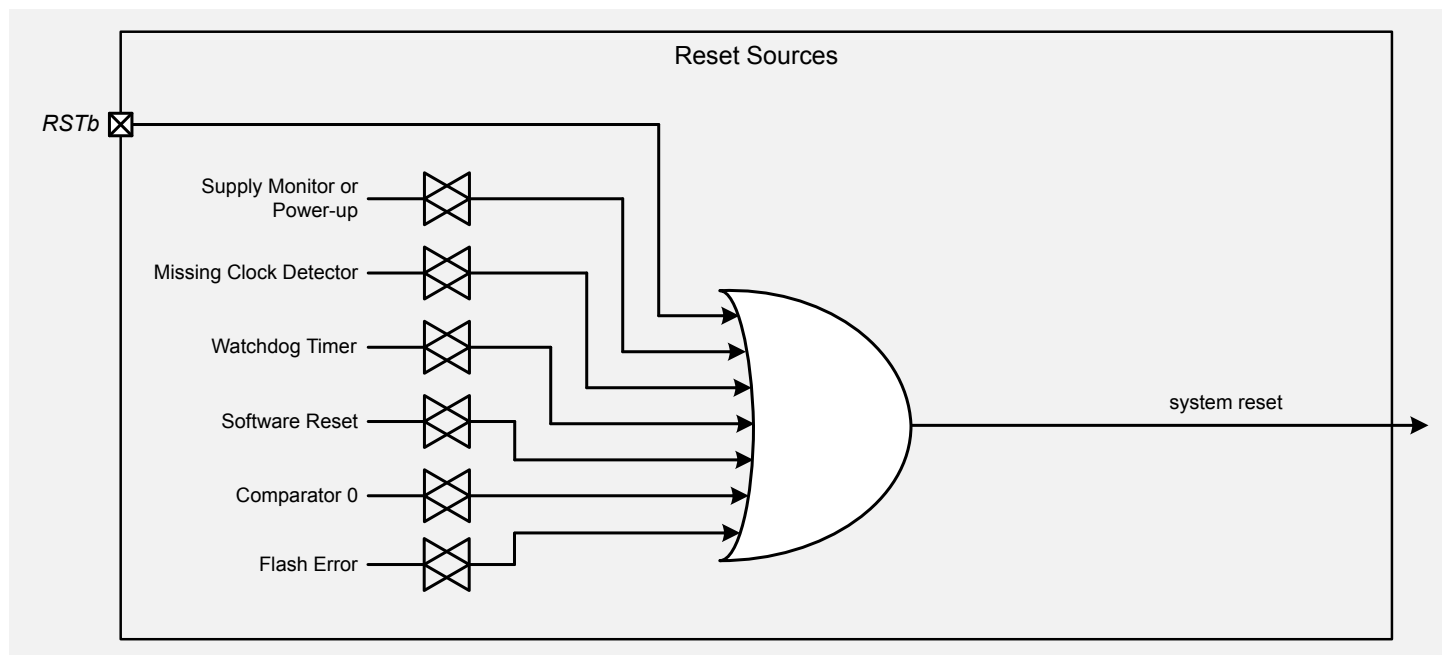 Reset Sources
RSTb
Supply Monitor or
Power-up
Missing Clock Detector
Watchdog Timer
Software Reset
Comparator 0
Flash Error
system reset